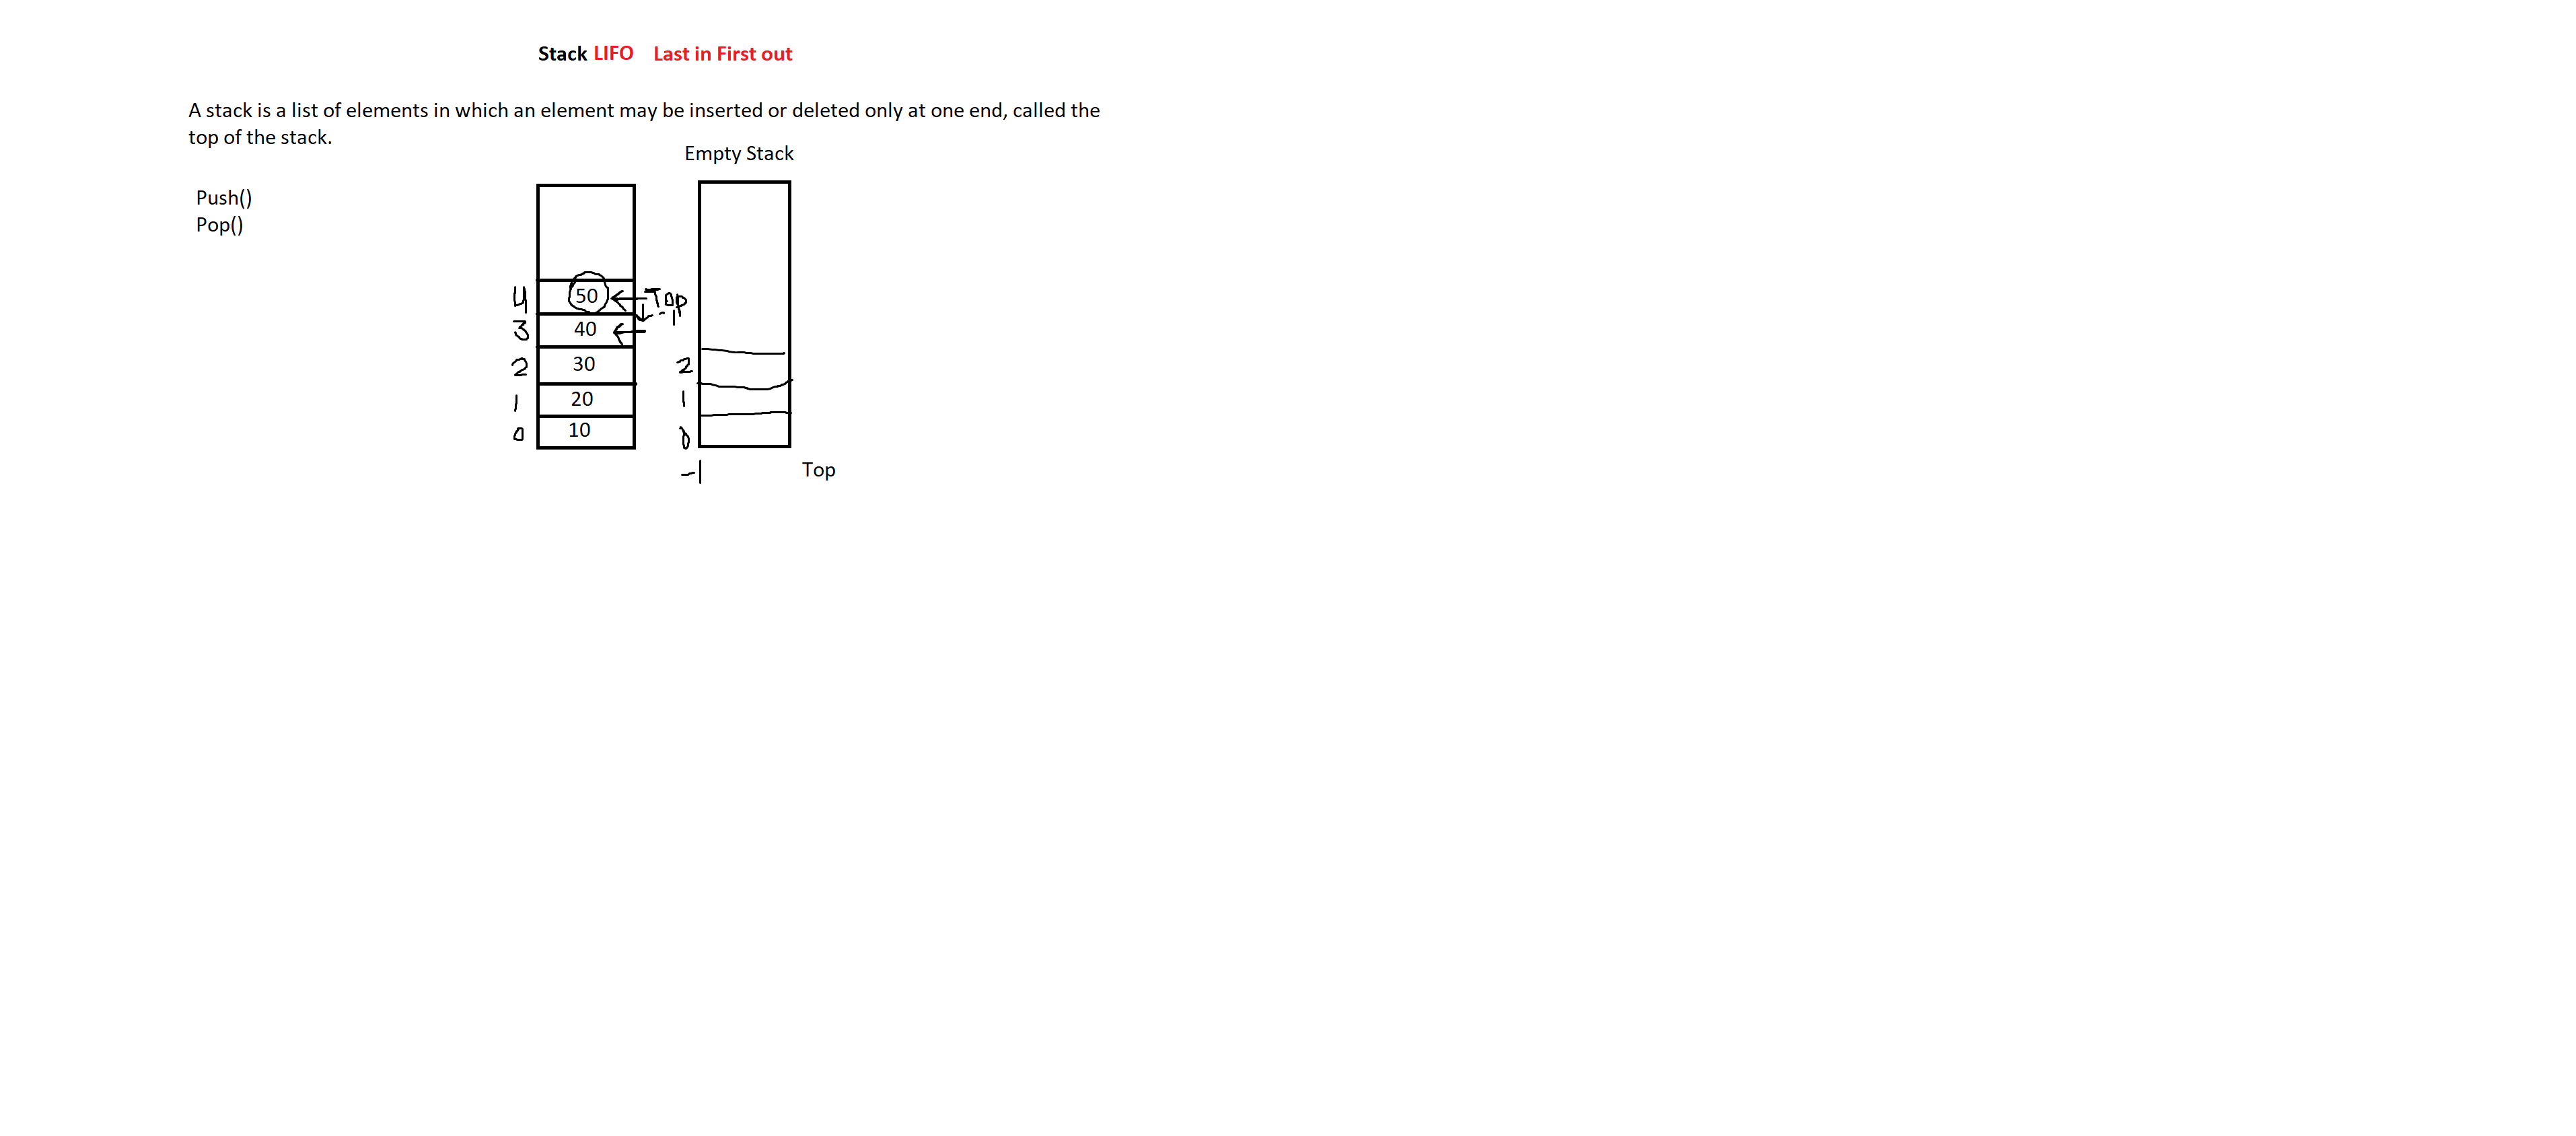 Stack LIFO Last in First out
A stack is a list of elements in which an element may be inserted or deleted only at one end, called the
top of the stack.
Empty Stack
Push()
Pop()
4 50 Top
-1
3 40
2 30 2
1 20 1
0 10 0
-1 Top